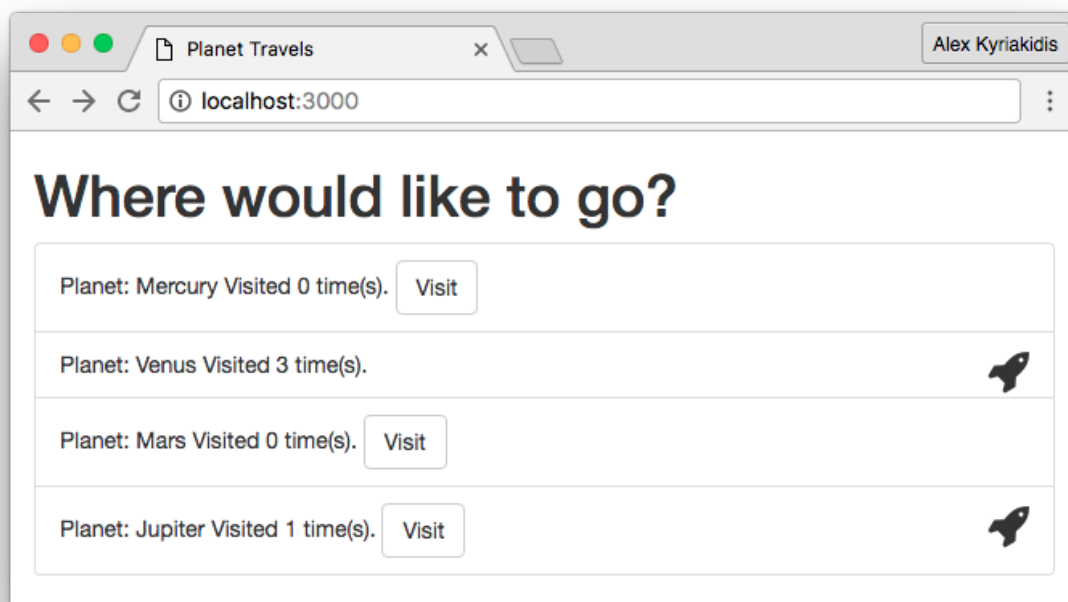 Planet Travels
Alex Kyriakidis
localhost:3000
Where would like to go?
Planet: Mercury Visited 0 time(s). Visit
Planet: Venus Visited 3 time(s).
Planet: Mars Visited 0 time(s). Visit
Planet: Jupiter Visited 1 time(s). Visit